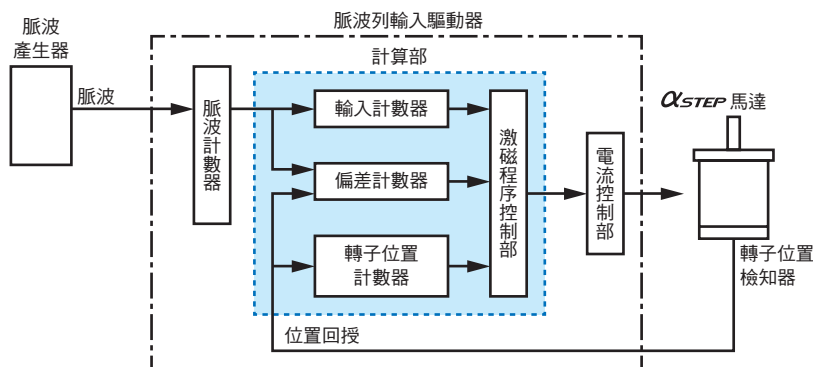 脈波列輸入驅動器
脈波
產生器
計算部
脈波
脈波計數器
輸入計數器
偏差計數器
轉子位置
計數器
激磁程序控制部
電流控制部
αSTEP 馬達
轉子位置
檢知器
位置回授